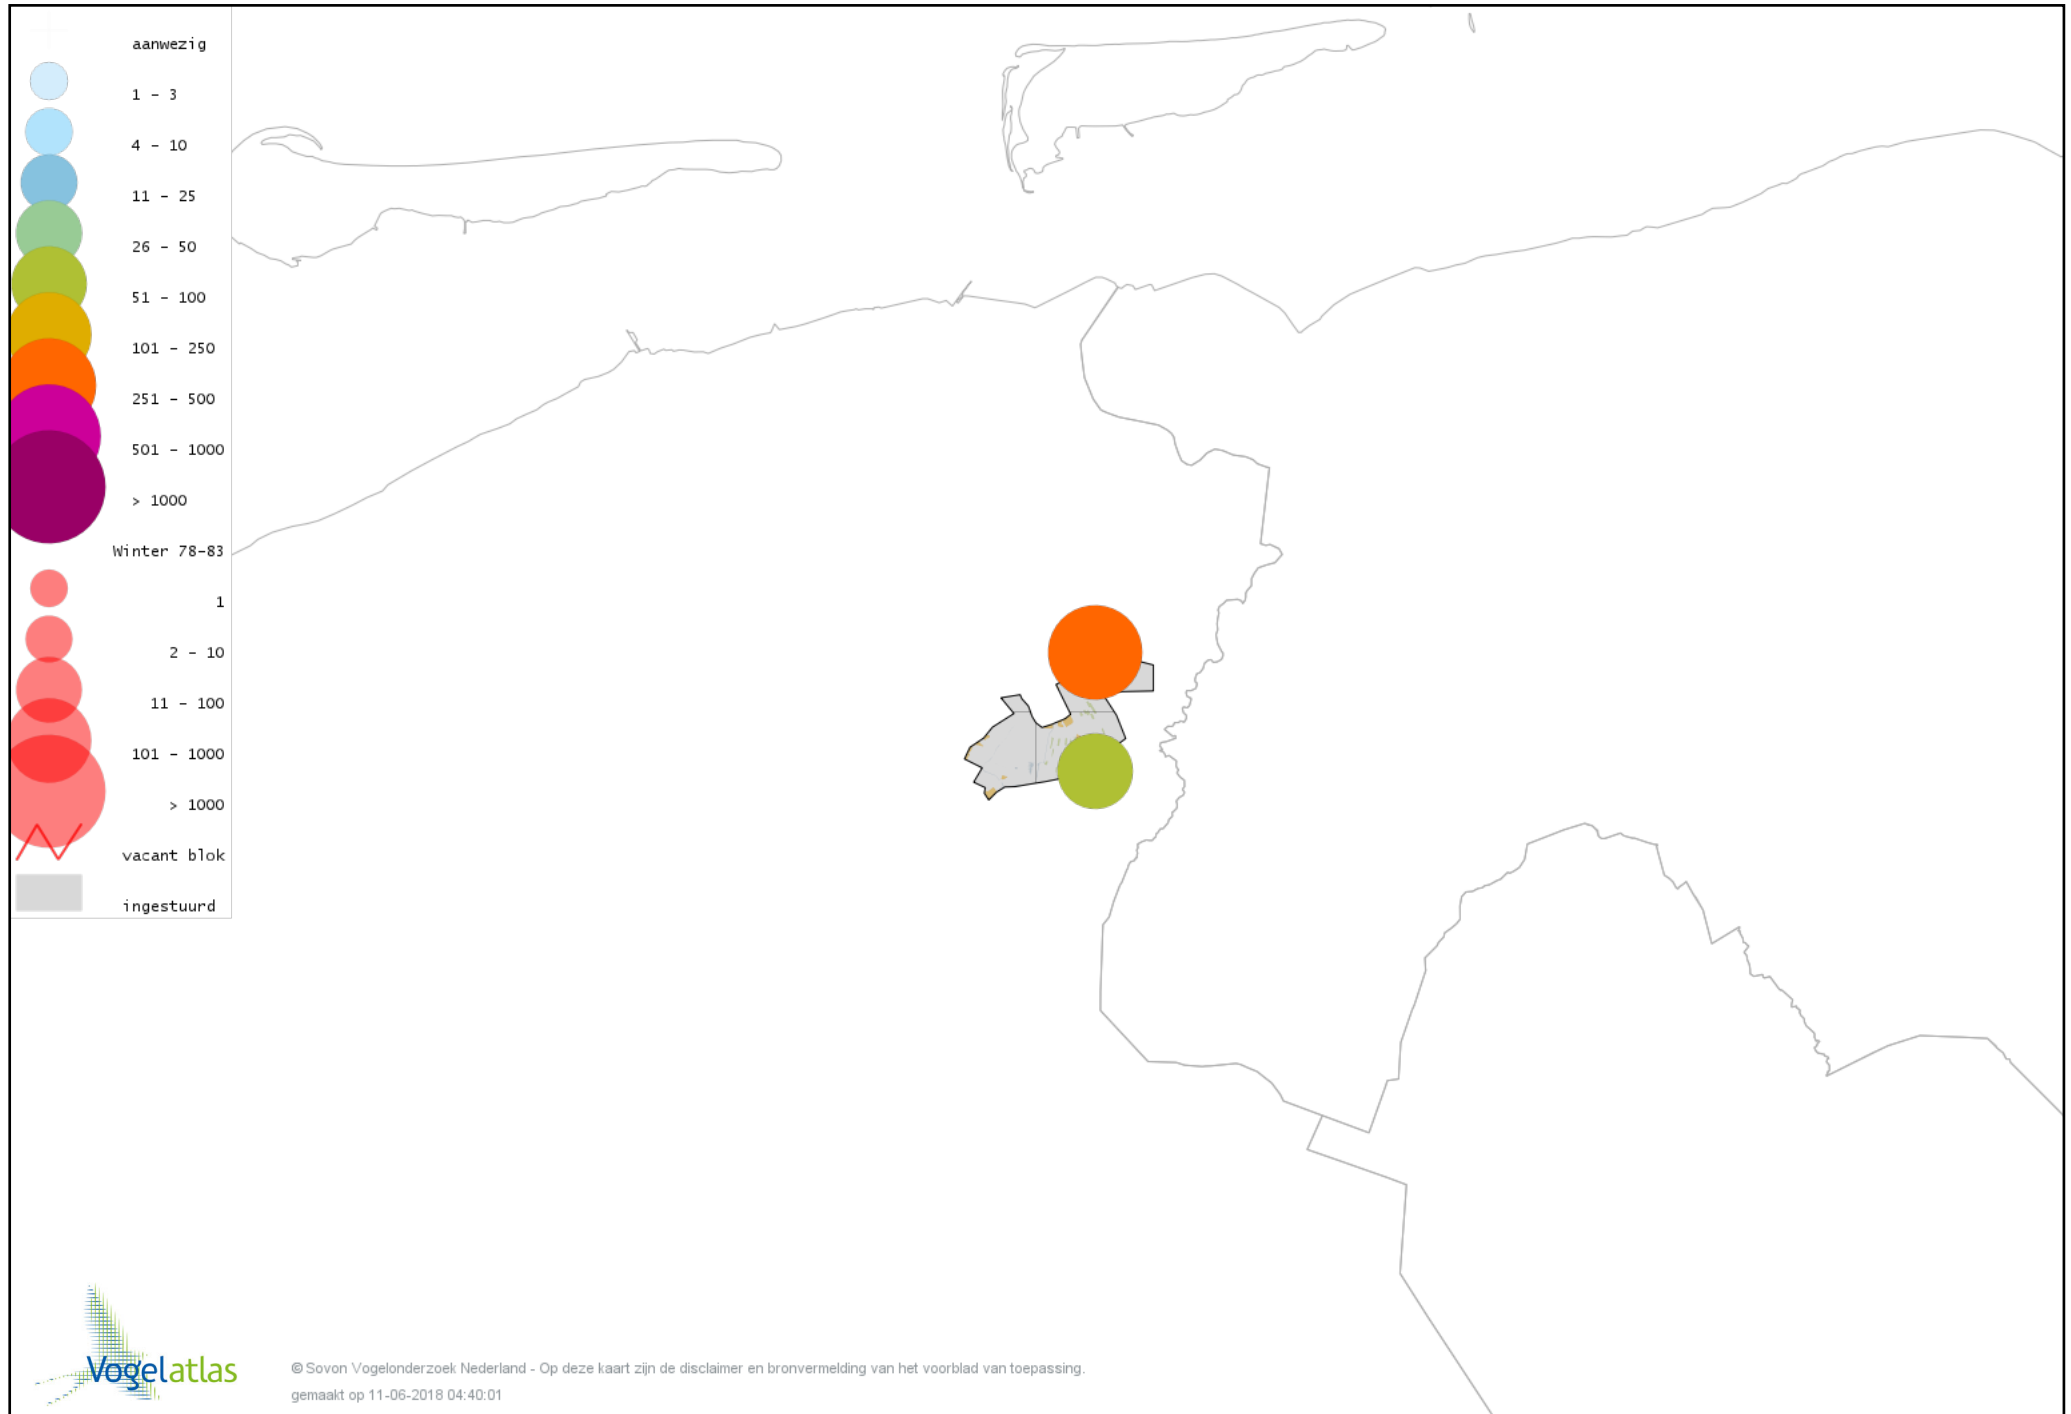 aanwezig
1 - 3
4 - 10
11 - 25
26 - 50
51 - 100
101 - 250
251 - 500
501 - 1000
> 1000
Winter 78-83
1
2 - 10
11 - 100
101 - 1000
> 1000
vacant blok
ingestuurd
Vogelatlas
© Sovon Vogelonderzoek Nederland - Op deze kaart zijn de disclaimer en bronvermelding van het voorblad van toepassing.
gemaakt op 11-06-2018 04:40:01